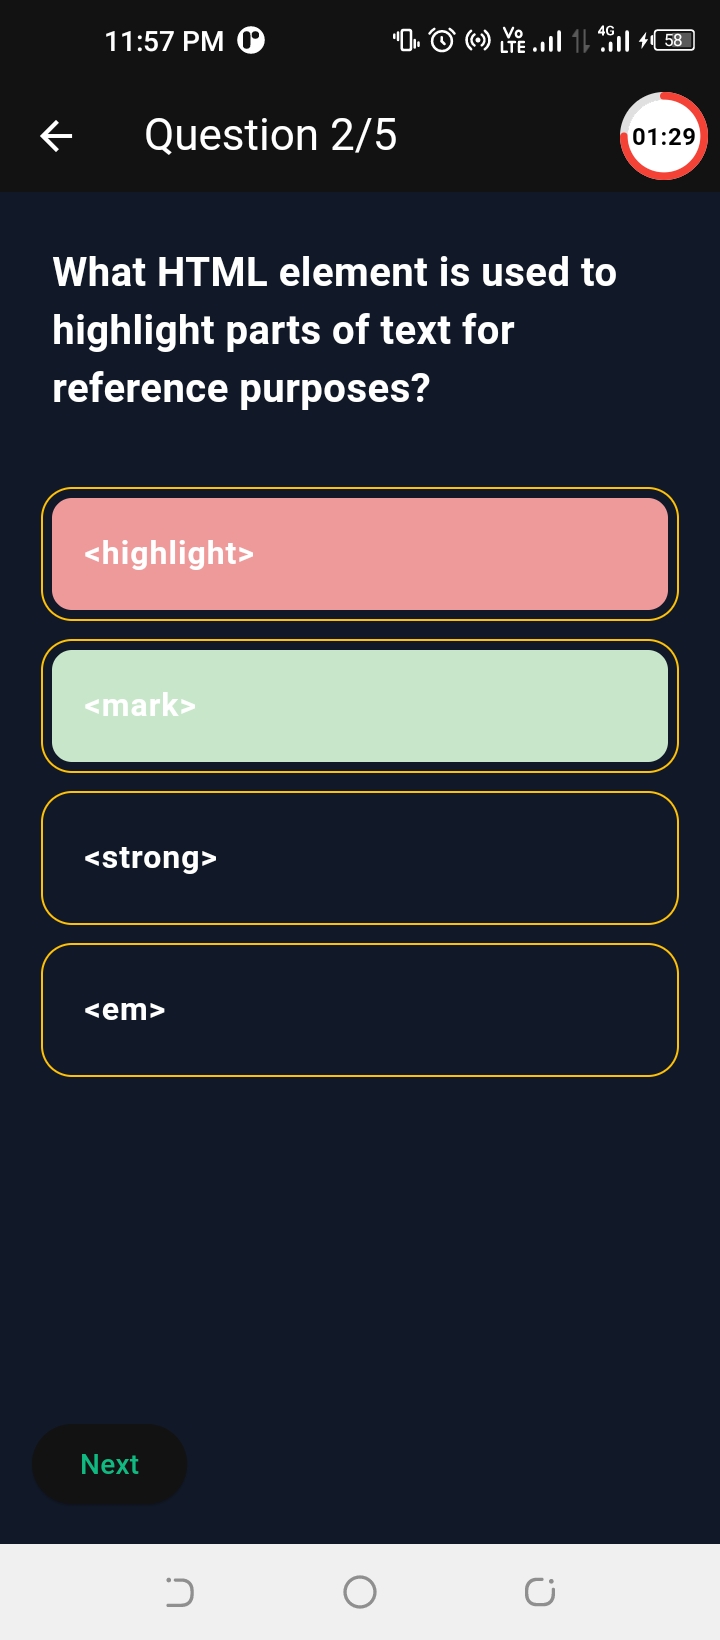 11:57 PM
Vo
LTE
4G
58
Question 2/5
01:29
What HTML element is used to
highlight parts of text for
reference purposes?
<highlight>
<mark>
<strong>
<em>
Next